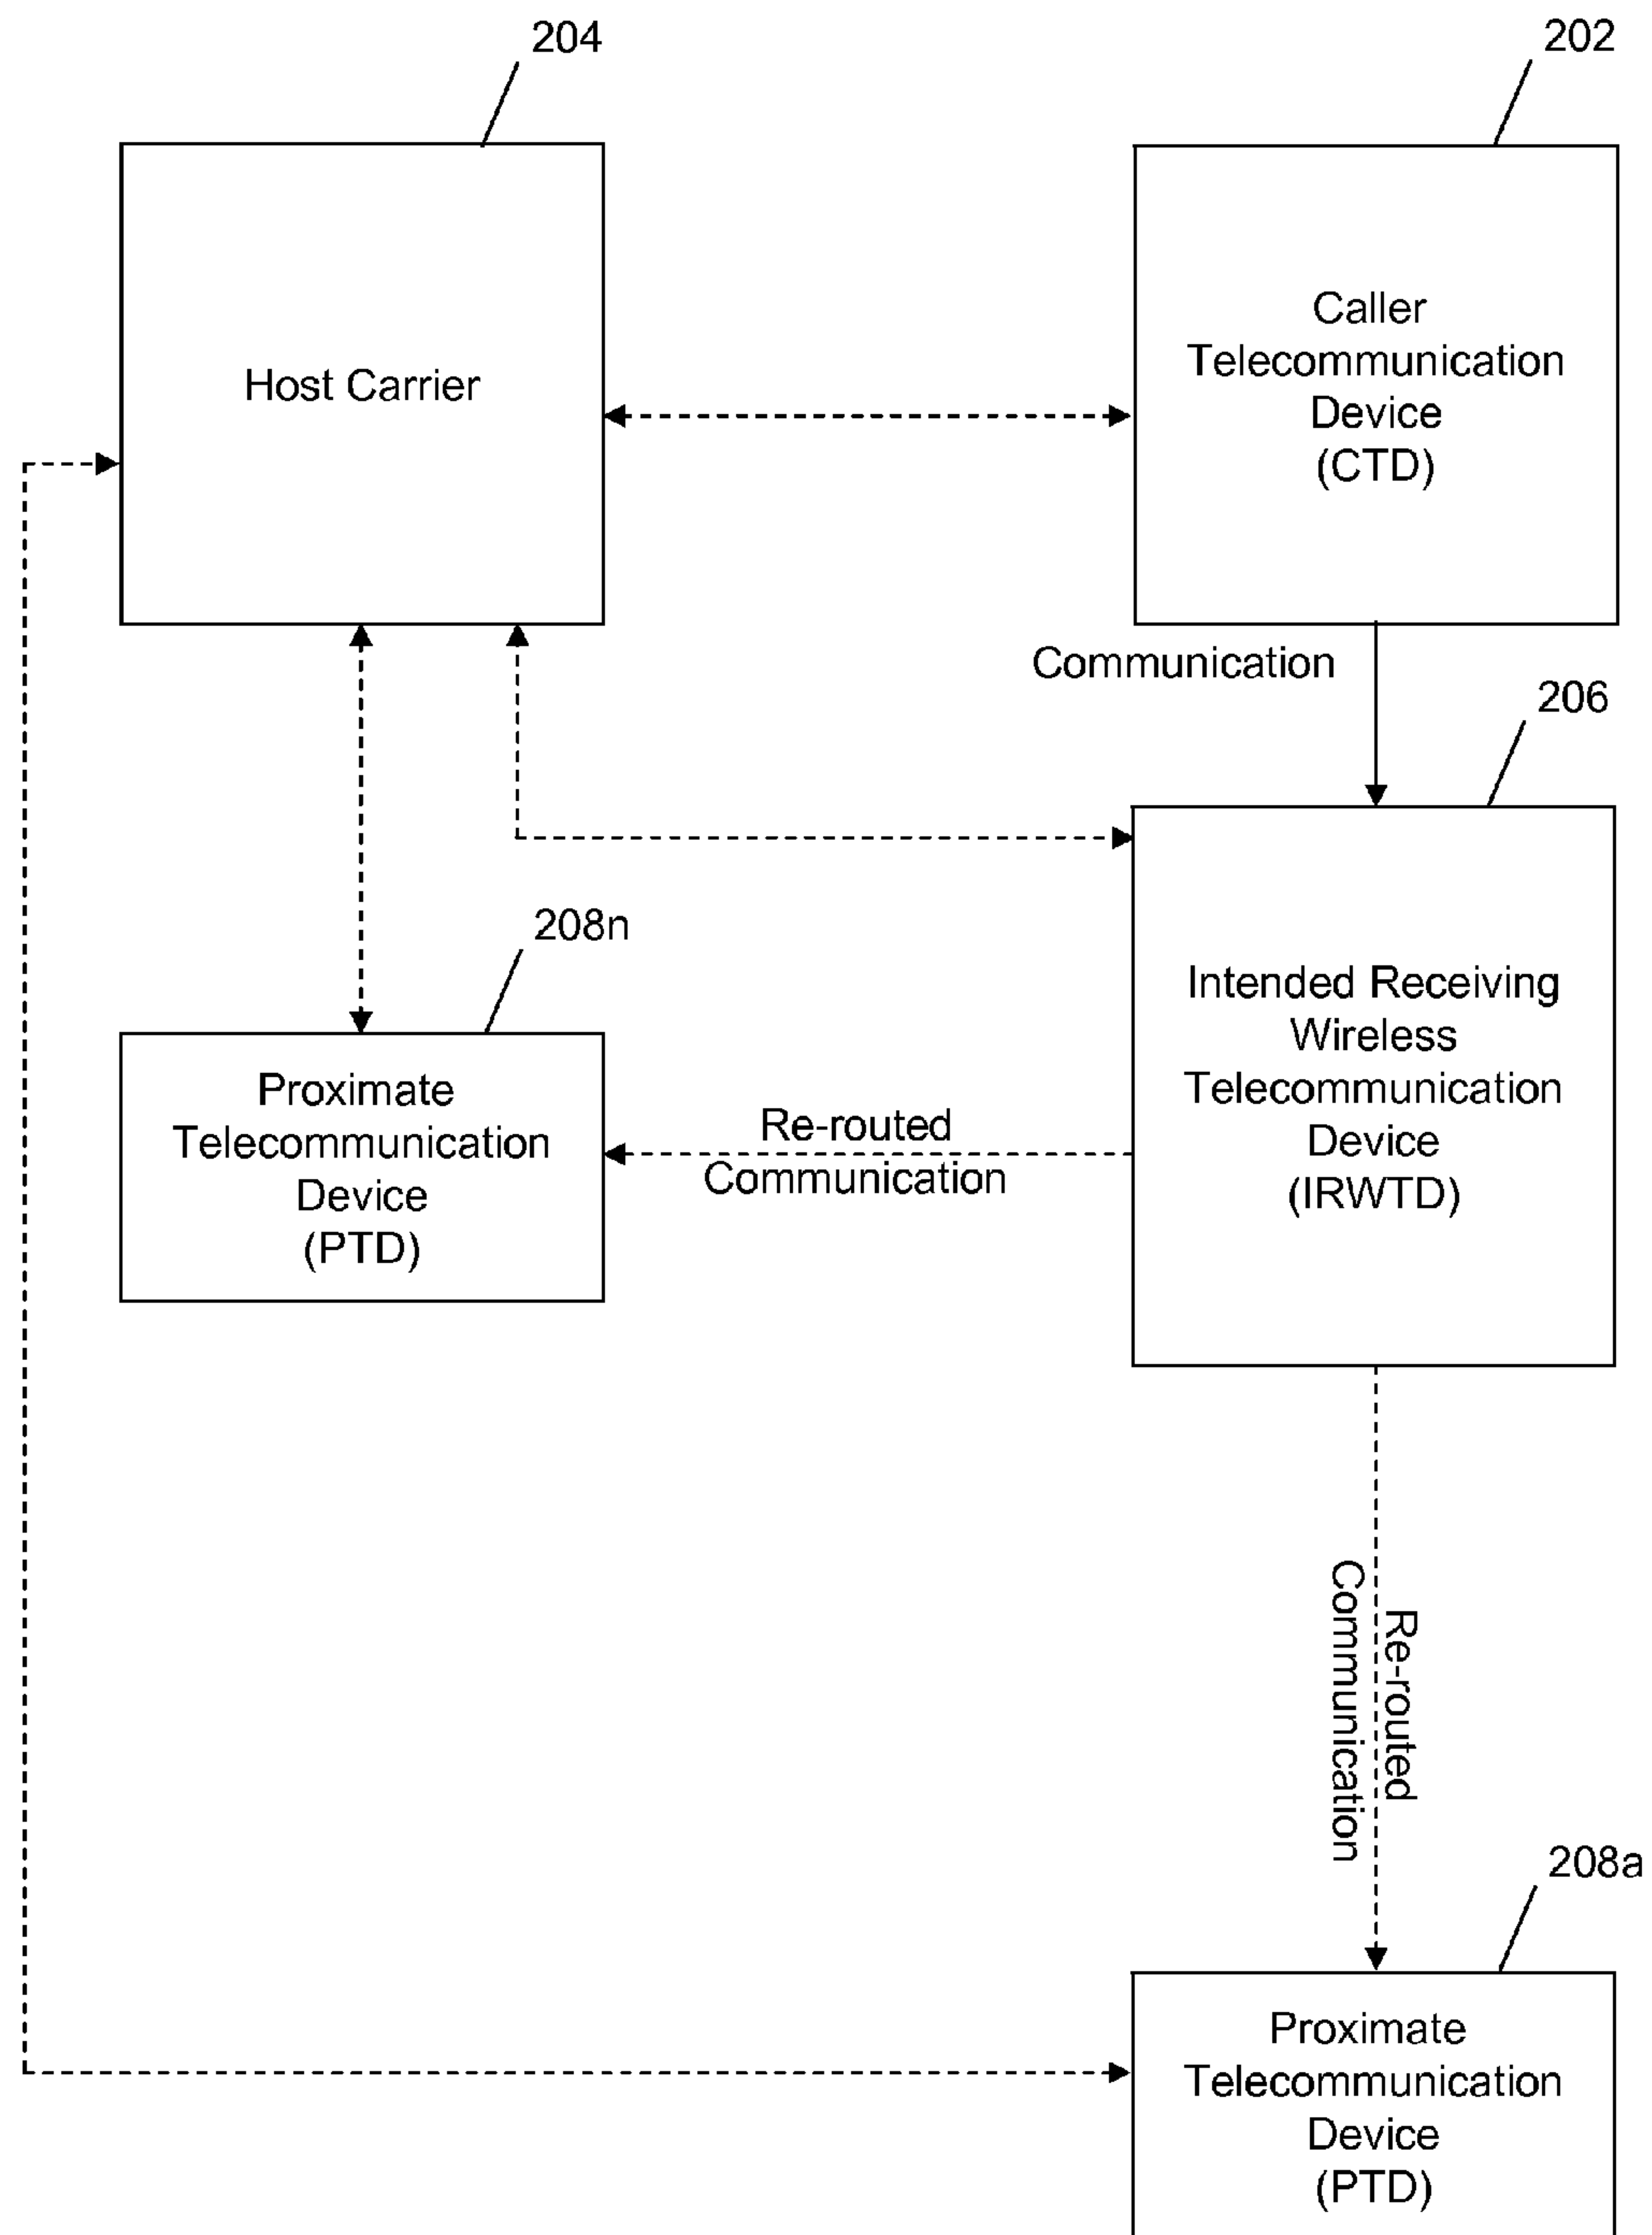 204
202
Host Carrier
Caller
Telecommunication
Device
(CTD)
Communication
206
208n
Intended Receiving
Wireless
Telecommunication
Device
(IRWTD)
Proximate
Telecommunication
Device
(PTD)
Re-routed
Communication
Re-routed
Communication
208a
Proximate
Telecommunication
Device
(PTD)